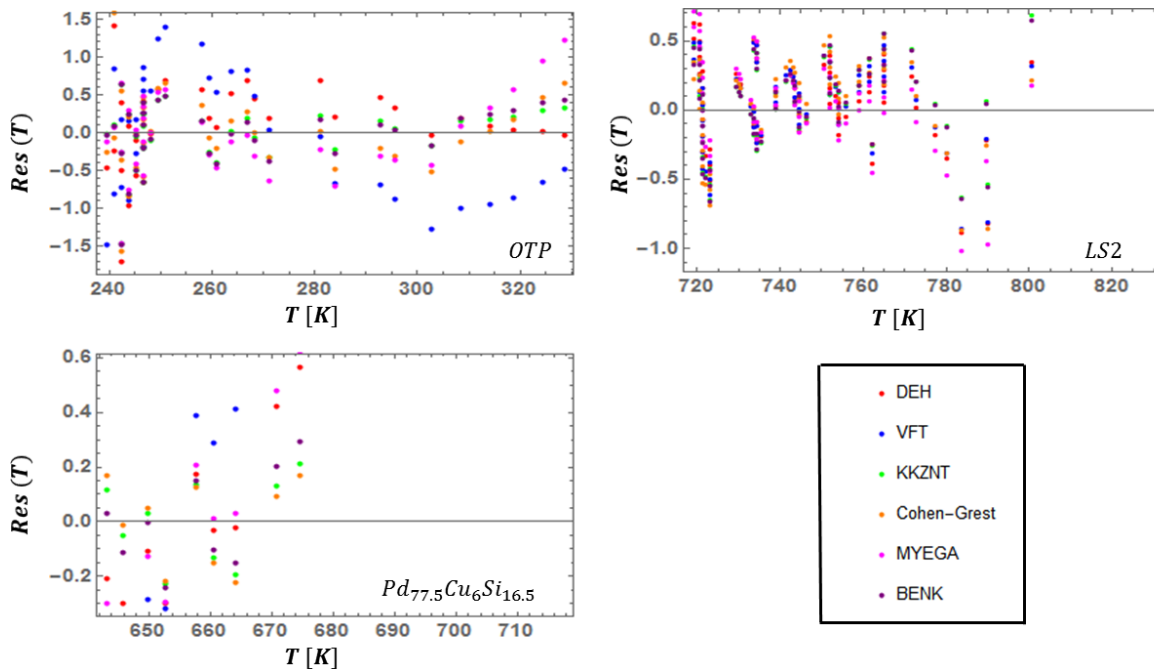 Res (T)
1.5
1.0
0.5
0.0
-0.5
-1.0
-1.5
240
260
280
300
320
T [K]
OTP
Res (T)
0.5
0.0
-0.5
-1.0
720
740
760
780
800
820
T [K]
LS2
Res (T)
0.6
0.4
0.2
0.0
-0.2
650
660
670
680
690
700
710
T [K]
Pd77.5Cu6Si16.5
DEH
VFT
KKZNT
Cohen-Grest
MYEGA
BENK